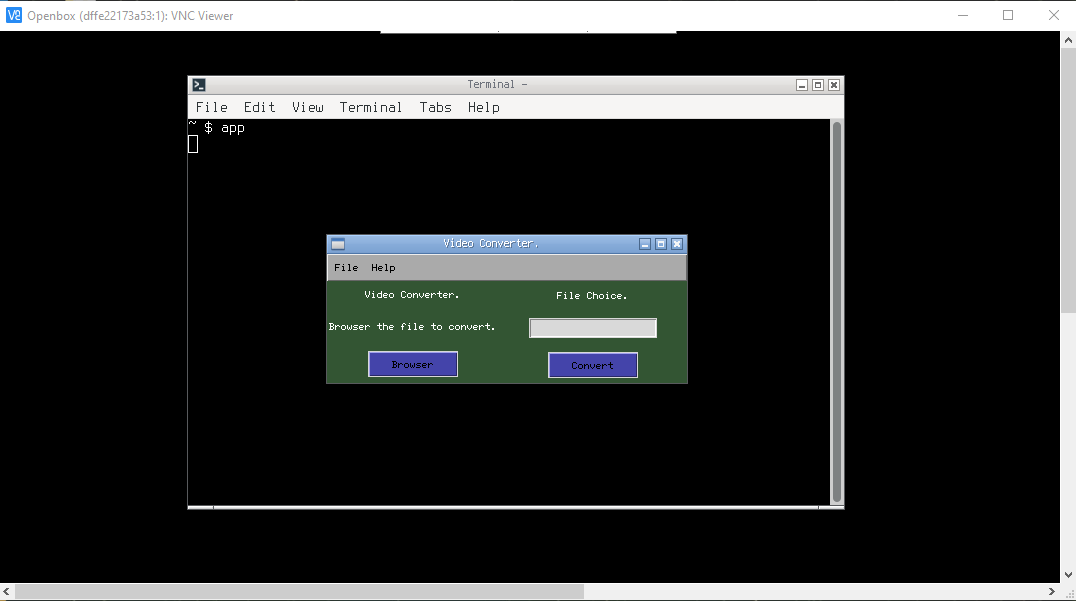 Openbox (dffe22173a53:1): VNC Viewer
Terminal -
File Edit View Terminal Tabs Help
~ $ app
Video Converter.
File Help
Video Converter. File Choice.
Browser the file to convert.
Browser Convert